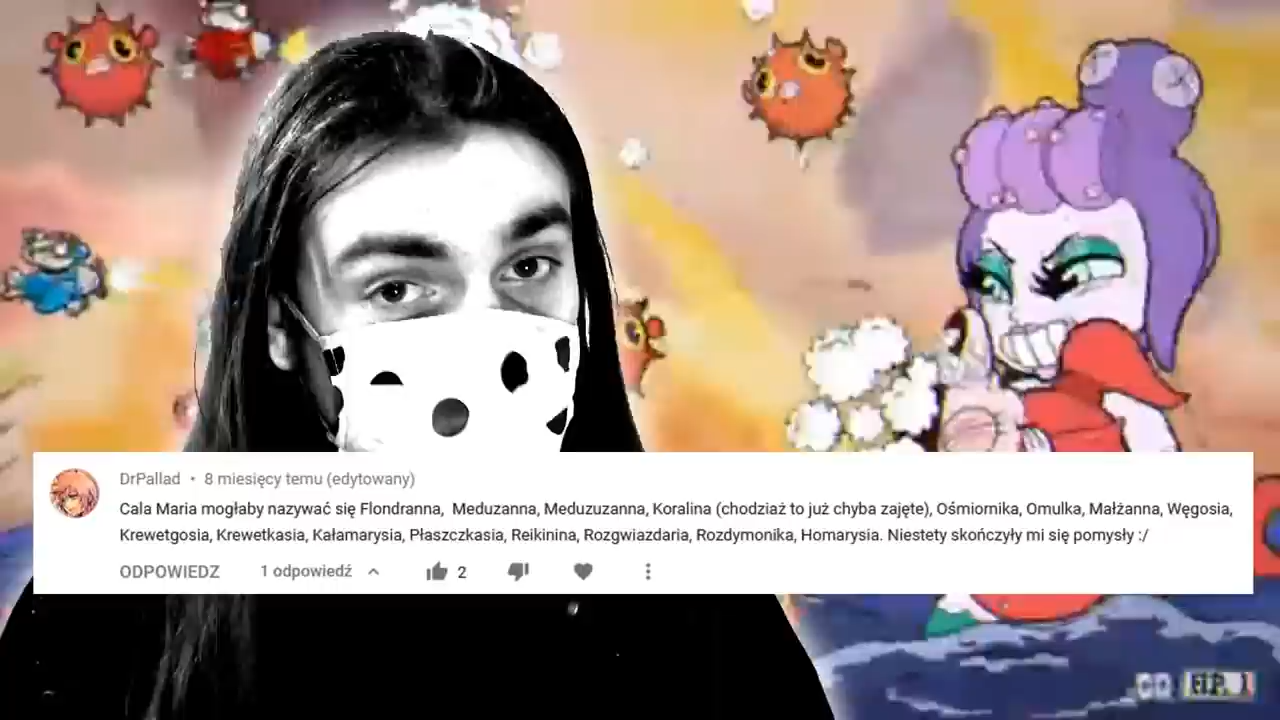 DrPallad • 8 miesięcy temu (edytowany)
Cala Maria mogłaby nazywać się Flondranna, Meduzanna, Meduzuzanna, Koralina (chodziaż to już chyba zajęte), Ośmiornika, Omulka, Małżanna, Węgosia,
Krewetgosia, Krewetkasia, Kałamarysia, Płaszczkasia, Reikinina, Rozgwiazdaria, Rozdymonika, Homarysia. Niestety skończyły mi się pomysły :/
ODPOWIEDZ 1 odpowiedź 2
HP. 1